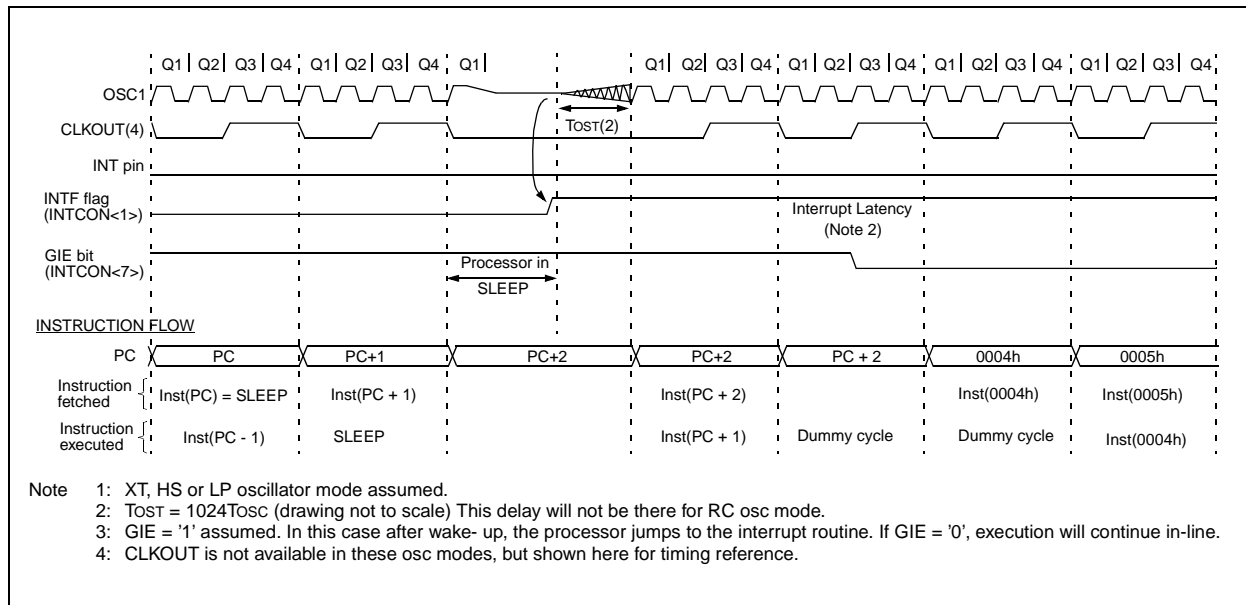 Q1 Q2 Q3 Q4 Q1 Q2 Q3 Q4 Q1 Q1 Q2 Q3 Q4 Q1 Q2 Q3 Q4 Q1 Q2 Q3 Q4 Q1 Q2 Q3 Q4
OSC1
TOST(2)
CLKOUT(4)
INT pin
INTF flag
(INTCON<1>)
Interrupt Latency
(Note 2)
GIE bit
(INTCON<7>)
Processor in
SLEEP
INSTRUCTION FLOW
PC PC PC+1 PC+2 PC+2 PC + 2 0004h 0005h
Instruction
fetched
Inst(PC) = SLEEP Inst(PC + 1) Inst(PC + 2) Inst(0004h) Inst(0005h)
Instruction
executed
Inst(PC - 1) SLEEP Inst(PC + 1) Dummy cycle Dummy cycle Inst(0004h)
Note 1: XT, HS or LP oscillator mode assumed.
2: TOST = 1024TOSC (drawing not to scale) This delay will not be there for RC osc mode.
3: GIE = '1' assumed. In this case after wake- up, the processor jumps to the interrupt routine. If GIE = '0', execution will continue in-line.
4: CLKOUT is not available in these osc modes, but shown here for timing reference.